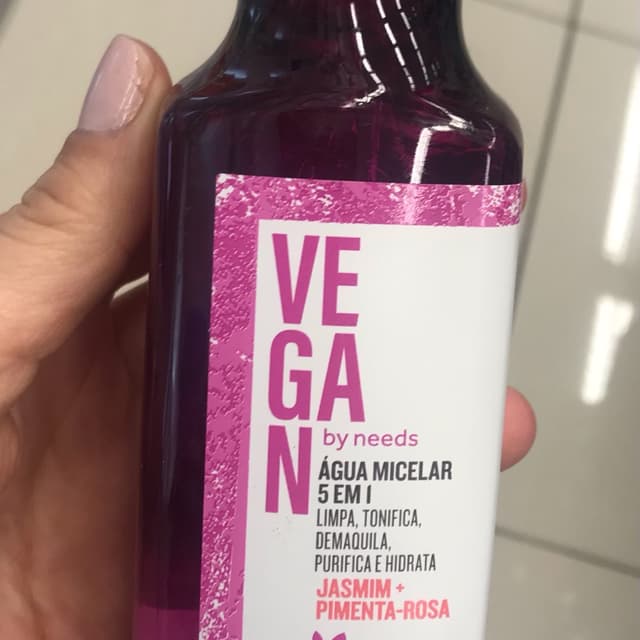 VE
GA
N
by needs
ÁGUA MICELAR
5 EM 1
LIMPA, TONIFICA,
DEMAQUILA,
PURIFICA E HIDRATA
JASMIM +
PIMENTA-ROSA